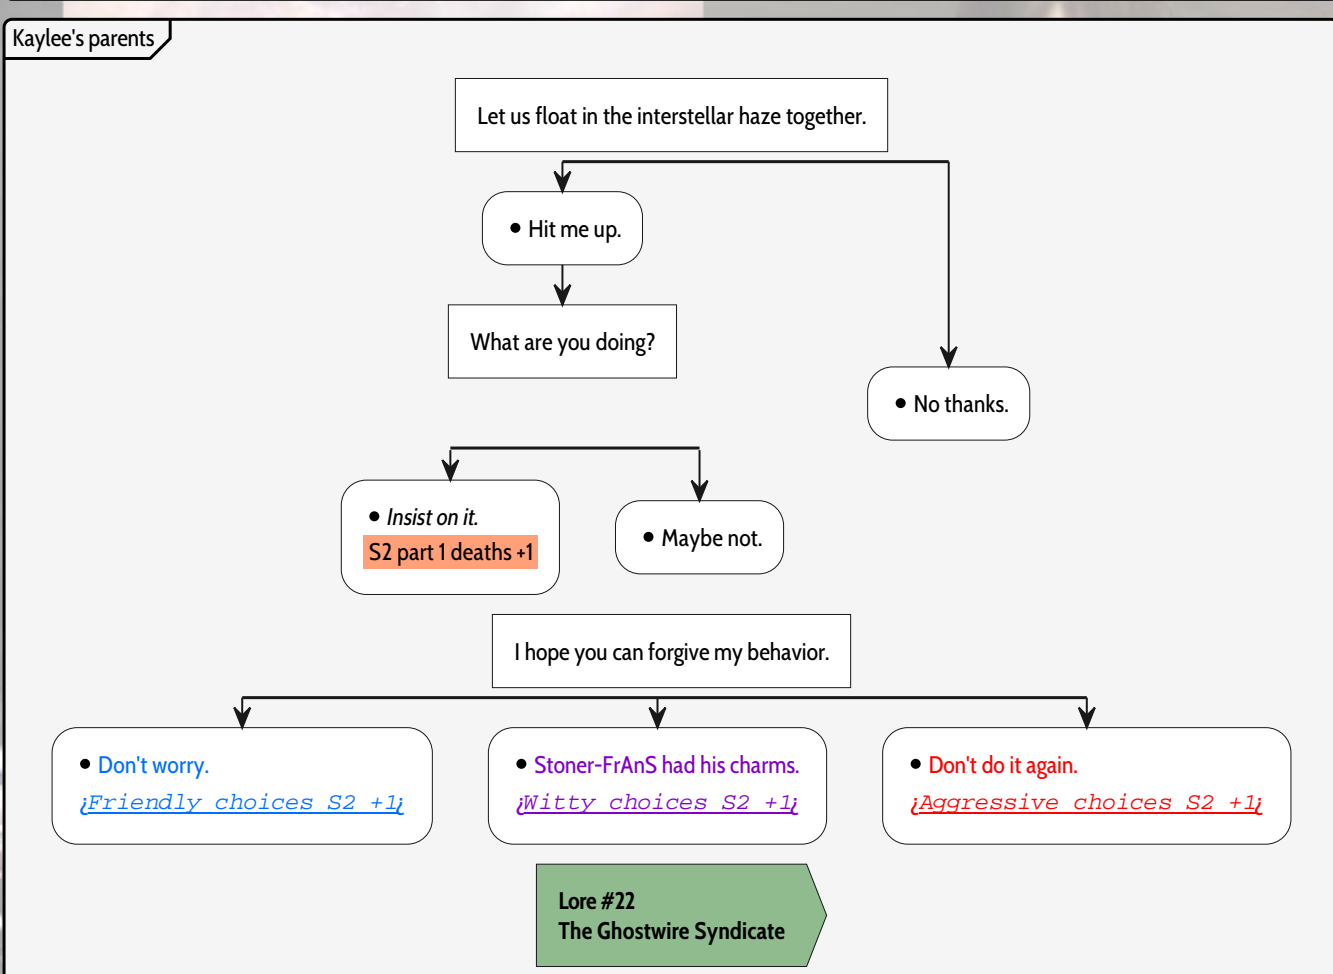 Kaylee's parents
Let us float in the interstellar haze together.
• Hit me up.
What are you doing?
• No thanks.
• Insist on it.
S2 part 1 deaths +1
• Maybe not.
I hope you can forgive my behavior.
• Don't worry.
¿Friendly choices S2 +1¿
• Stoner-FrAnS had his charms.
¿Witty choices S2 +1¿
• Don't do it again.
¿Aggressive choices S2 +1¿
Lore #22
The Ghostwire Syndicate